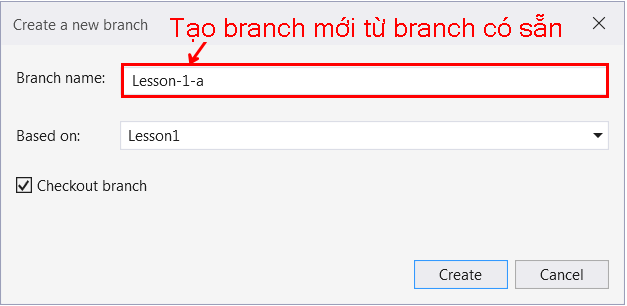 Create a new branch
Tạo branch mới từ branch có sẵn
Branch name:
Lesson-1-a
Based on:
Lesson1
Checkout branch
Create
Cancel